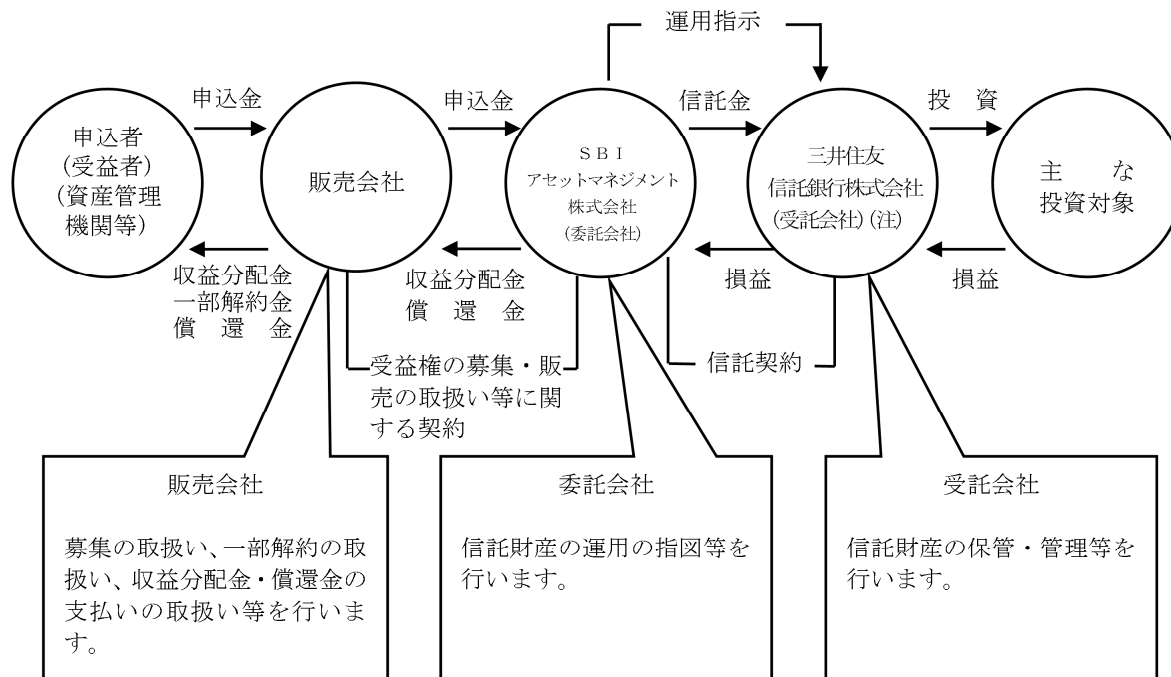 運用指示
申込金
申込金
信託金
投　資
申込者
(受益者)
(資産管理
機関等)
販売会社
ＳＢＩ
アセットマネジメント
株式会社
(委託会社)
三井住友
信託銀行株式会社
(受託会社)(注)
主　　な
投資対象
収益分配金
一部解約金
償　還　金
収益分配金
償　還　金
損益
損益
受益権の募集・販
売の取扱い等に関
する契約
信託契約
販売会社
募集の取扱い、一部解約の取
扱い、収益分配金・償還金の
支払いの取扱い等を行いま
す。
委託会社
信託財産の運用の指図等を
行います。
受託会社
信託財産の保管・管理等を
行います。